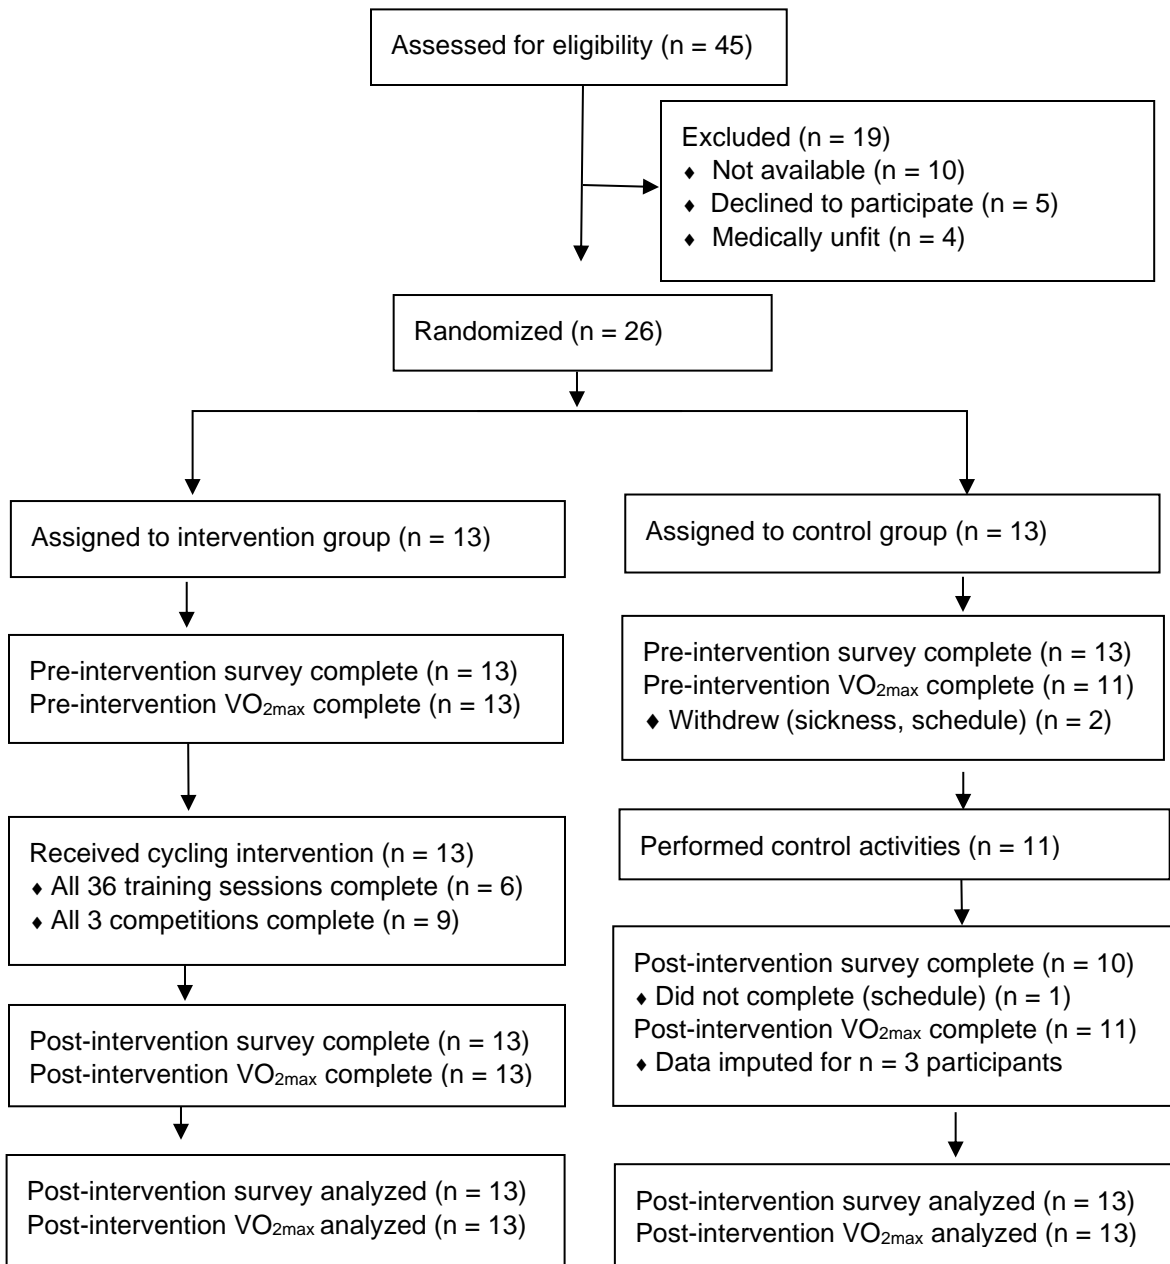 Assessed for eligibility (n = 45)
Excluded (n = 19)
♦ Not available (n = 10)
♦ Declined to participate (n = 5)
♦ Medically unfit (n = 4)
Randomized (n = 26)
Assigned to intervention group (n = 13)
Assigned to control group (n = 13)
Pre-intervention survey complete (n = 13)
Pre-intervention VO2max complete (n = 13)
Pre-intervention survey complete (n = 13)
Pre-intervention VO2max complete (n = 11)
♦ Withdrew (sickness, schedule) (n = 2)
Received cycling intervention (n = 13)
♦ All 36 training sessions complete (n = 6)
♦ All 3 competitions complete (n = 9)
Performed control activities (n = 11)
Post-intervention survey complete (n = 13)
Post-intervention VO2max complete (n = 13)
Post-intervention survey complete (n = 10)
♦ Did not complete (schedule) (n = 1)
Post-intervention VO2max complete (n = 11)
♦ Data imputed for n = 3 participants
Post-intervention survey analyzed (n = 13)
Post-intervention VO2max analyzed (n = 13)
Post-intervention survey analyzed (n = 13)
Post-intervention VO2max analyzed (n = 13)